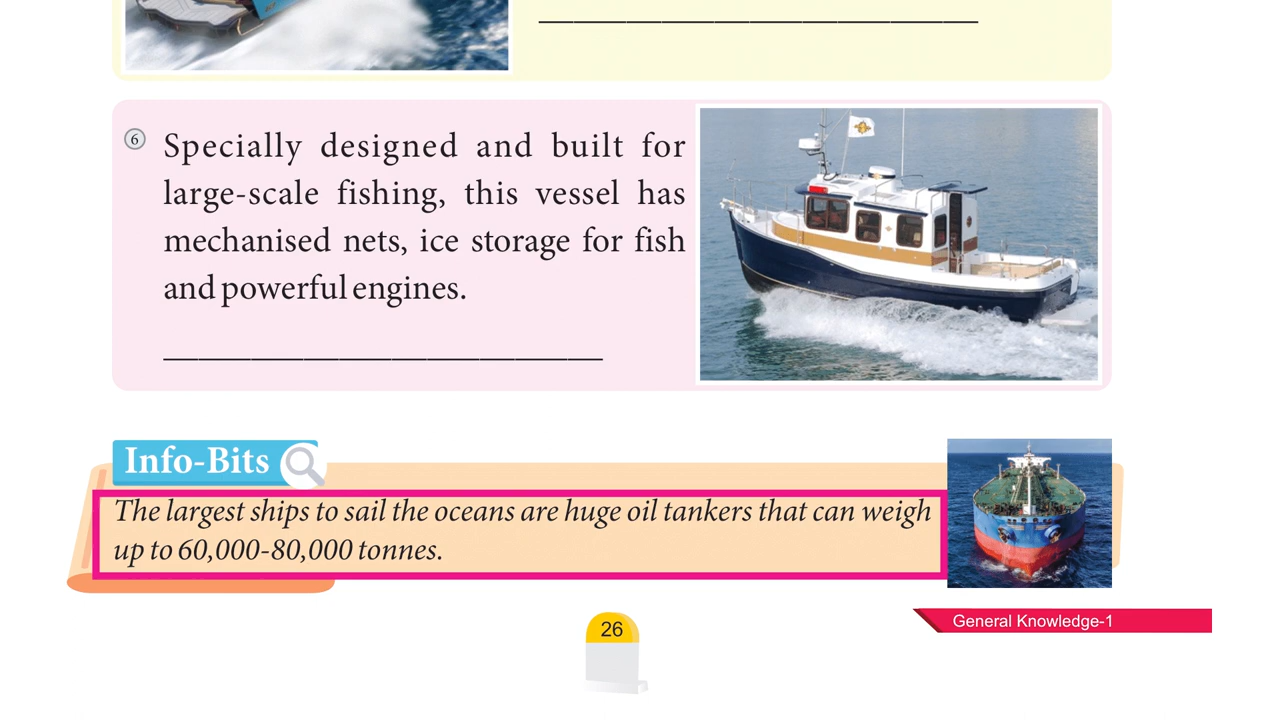 6
Specially designed and built for
large-scale fishing, this vessel has
mechanised nets, ice storage for fish
and powerful engines.
Info-Bits
The largest ships to sail the oceans are huge oil tankers that can weigh
up to 60,000-80,000 tonnes.
26
General Knowledge-1